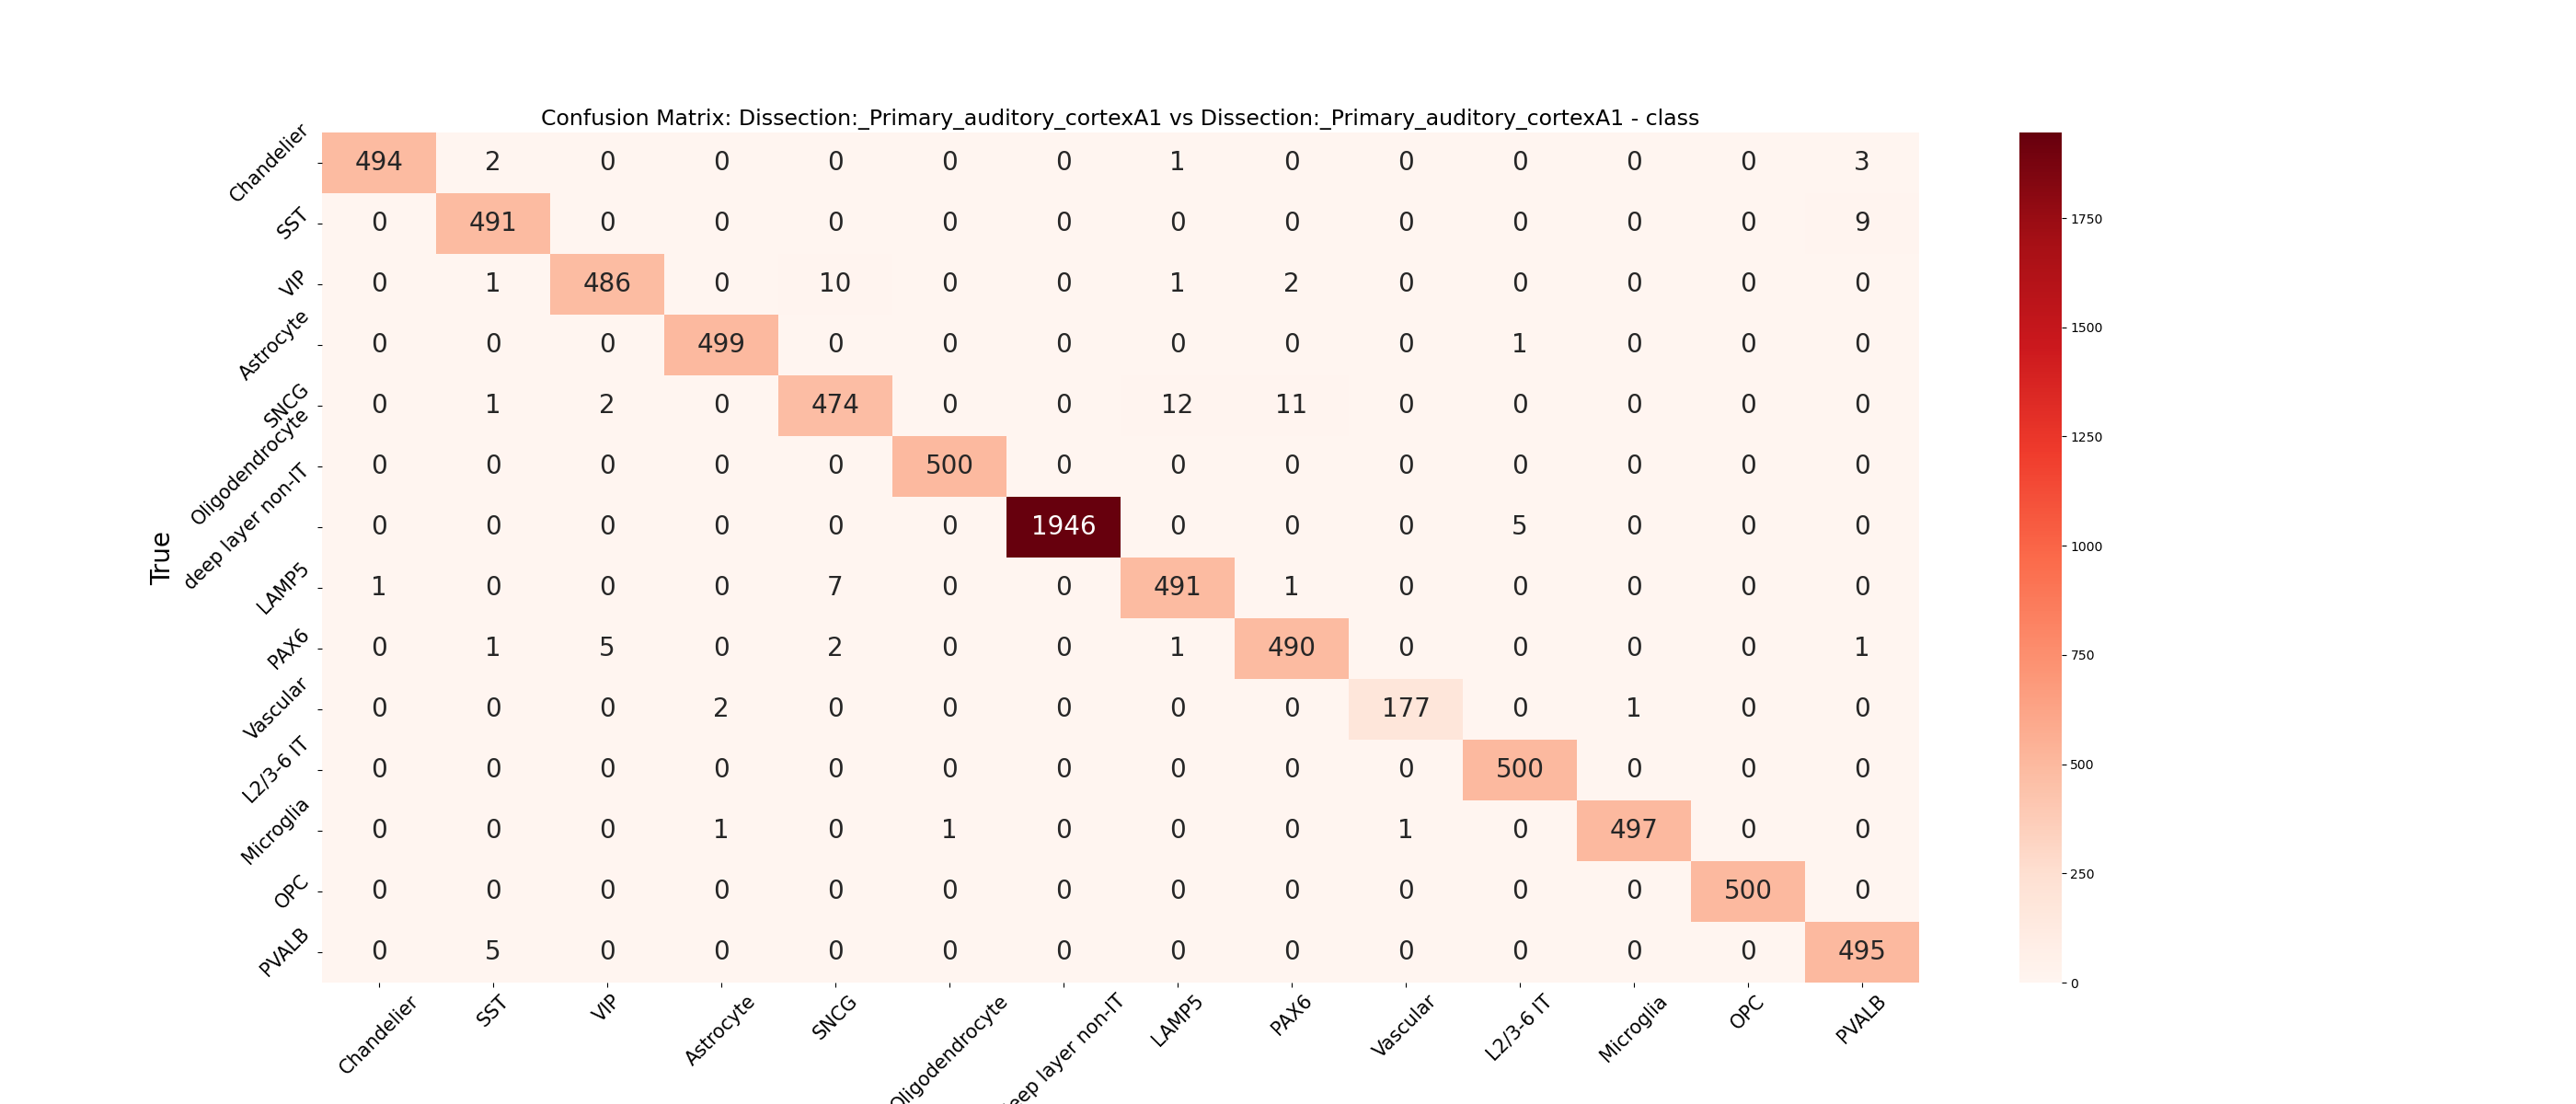 Confusion Matrix: Dissection:_Primary_auditory_cortexA1 vs Dissection:_Primary_auditory_cortexA1 - class
True
Chandelier 494 2 0 0 0 0 0 1 0 0 0 0 0 3
SST 0 491 0 0 0 0 0 0 0 0 0 0 0 9
VIP 0 1 486 0 10 0 0 1 2 0 0 0 0 0
Astrocyte 0 0 0 499 0 0 0 0 0 0 1 0 0 0
SNCG 0 1 2 0 474 0 0 12 11 0 0 0 0 0
Oligodendrocyte 0 0 0 0 0 500 0 0 0 0 0 0 0 0
deep layer non-IT 0 0 0 0 0 0 1946 0 0 0 5 0 0 0
LAMP5 1 0 0 0 7 0 0 491 1 0 0 0 0 0
PAX6 0 1 5 0 2 0 0 1 490 0 0 0 0 1
Vascular 0 0 0 2 0 0 0 0 0 177 0 1 0 0
L2/3-6 IT 0 0 0 0 0 0 0 0 0 0 500 0 0 0
Microglia 0 0 0 1 0 1 0 0 0 1 0 497 0 0
OPC 0 0 0 0 0 0 0 0 0 0 0 0 500 0
PVALB 0 5 0 0 0 0 0 0 0 0 0 0 0 495
Chandelier SST VIP Astrocyte SNCG Oligodendrocyte eep layer non-IT LAMP5 PAX6 Vascular L2/3-6 IT Microglia OPC PVALB
1750
1500
1250
1000
750
500
250
0